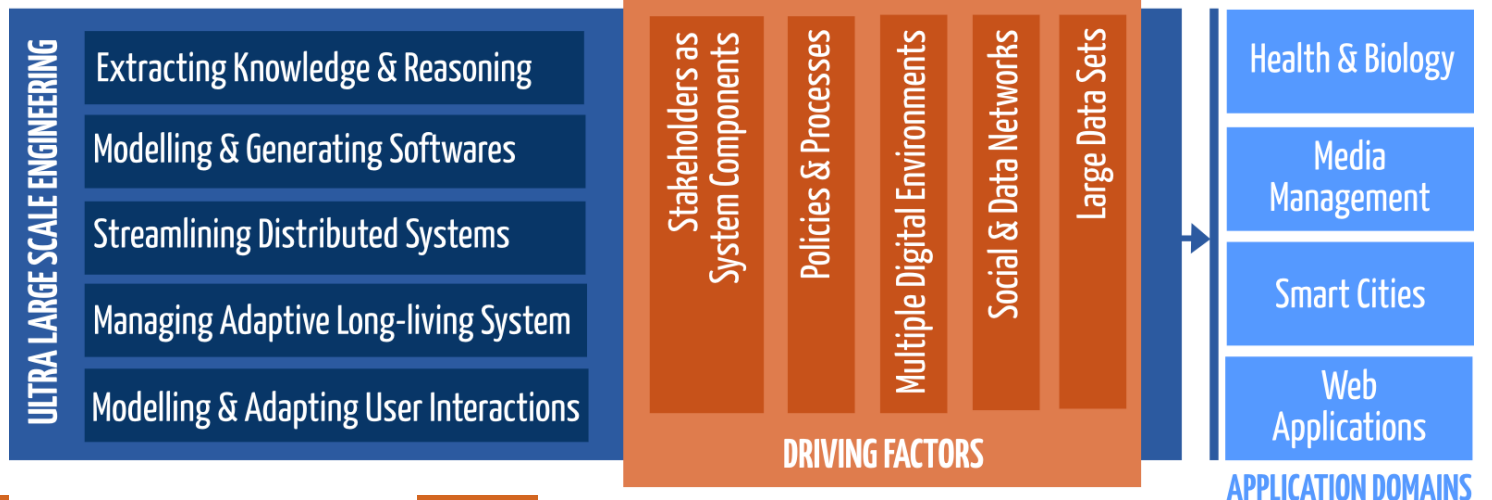 ULTRA LARGE SCALE ENGINEERING
Extracting Knowledge & Reasoning
Modelling & Generating Softwares
Streamlining Distributed Systems
Managing Adaptive Long-living System
Modelling & Adapting User Interactions
Stakeholders as
System Components
Policies & Processes
Multiple Digital Environments
Social & Data Networks
Large Data Sets
DRIVING FACTORS
Health & Biology
Media
Management
Smart Cities
Web
Applications
APPLICATION DOMAINS